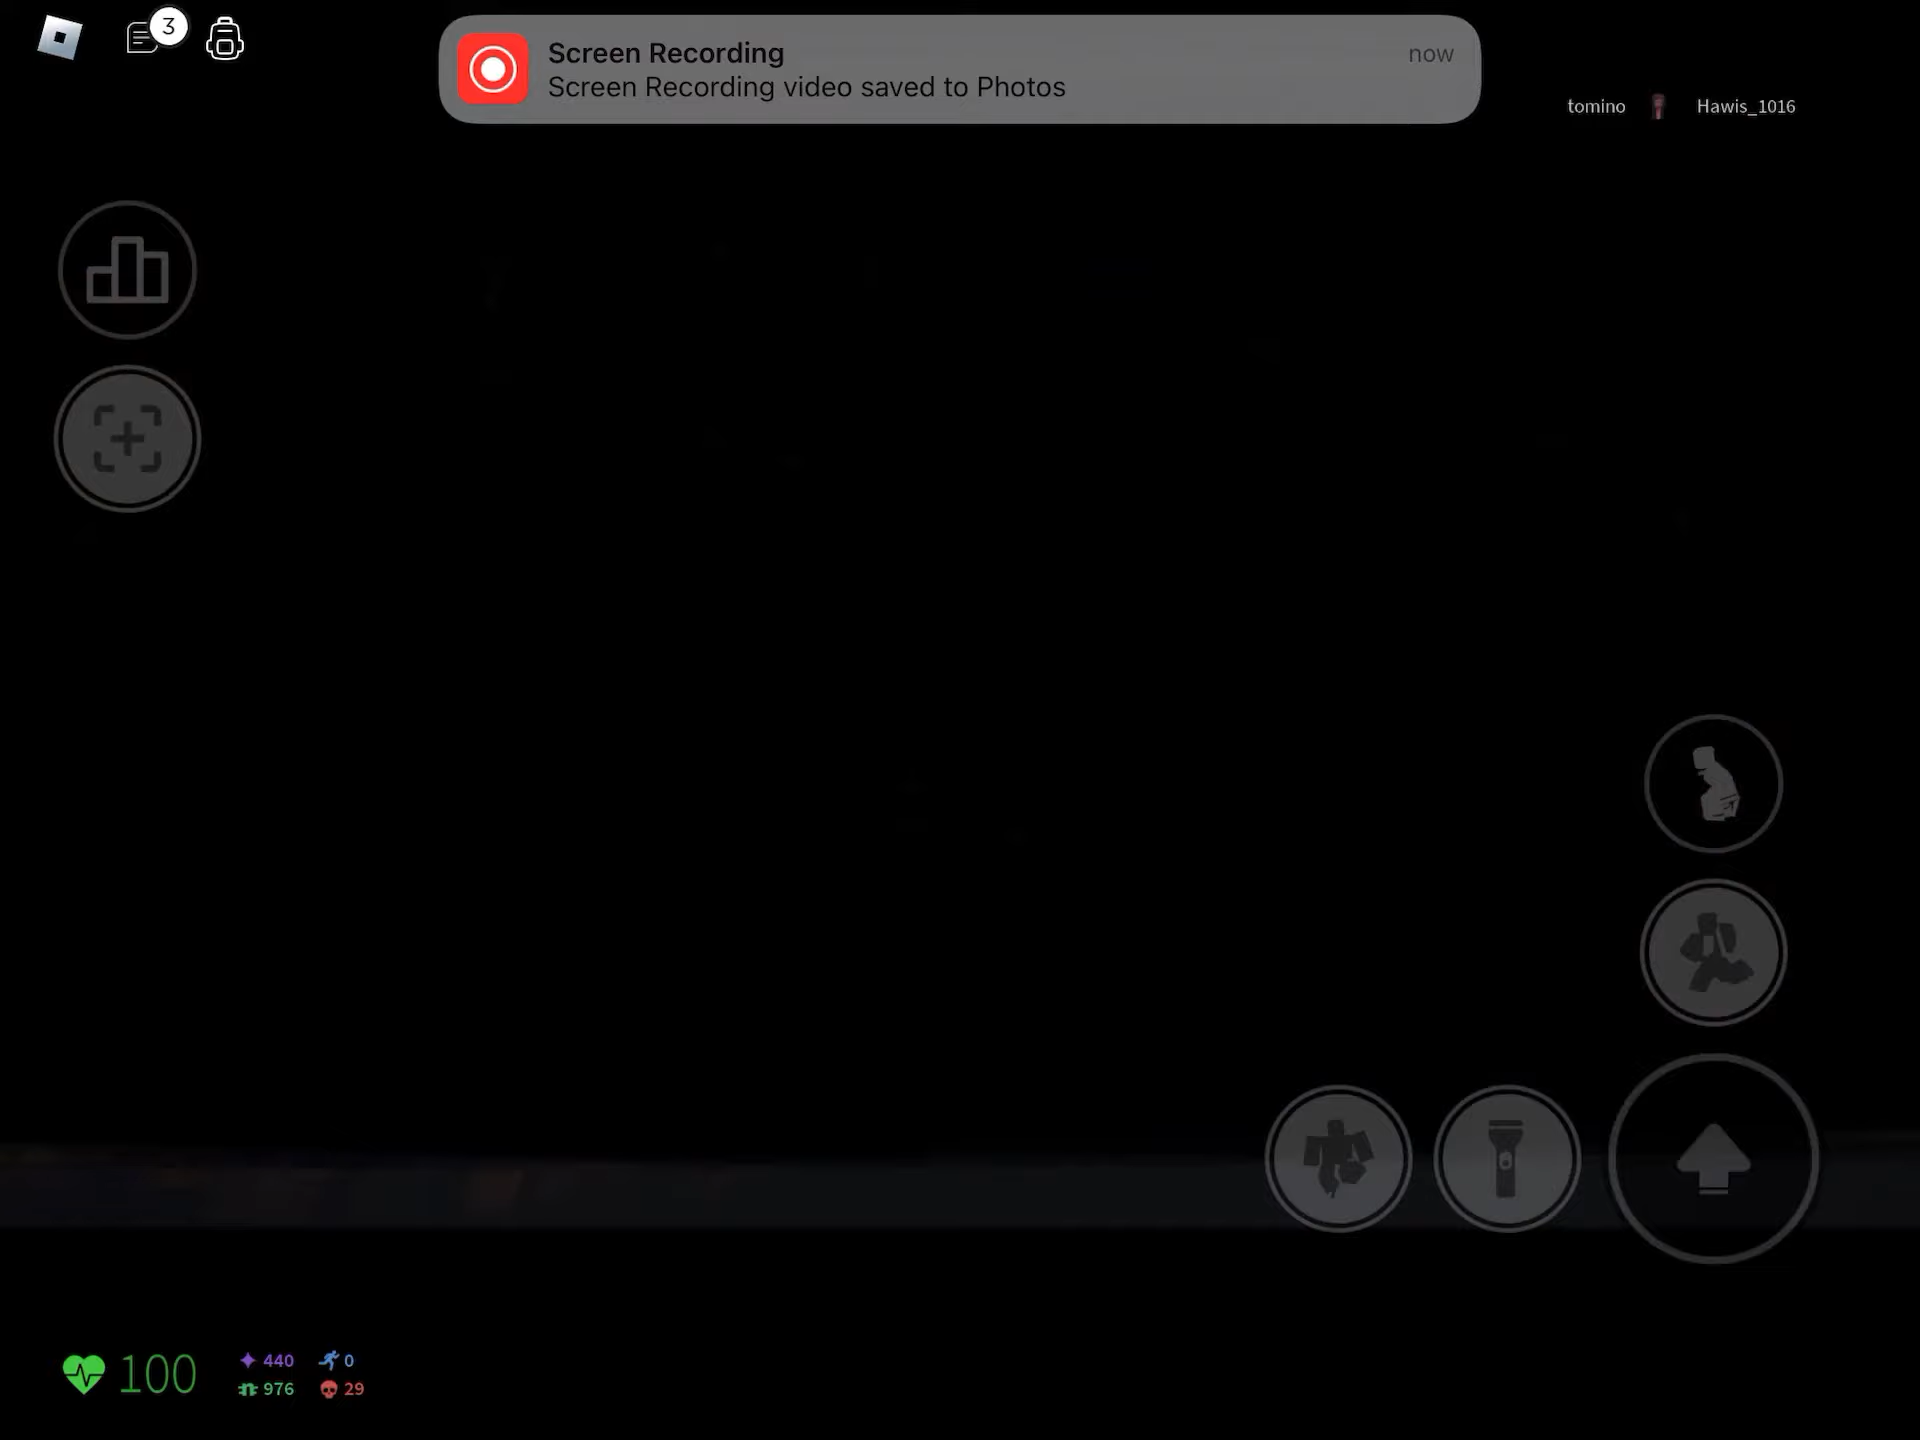 3
Screen Recording
now
Screen Recording video saved to Photos
tomino Hawis_1016
100
440 0
976 29